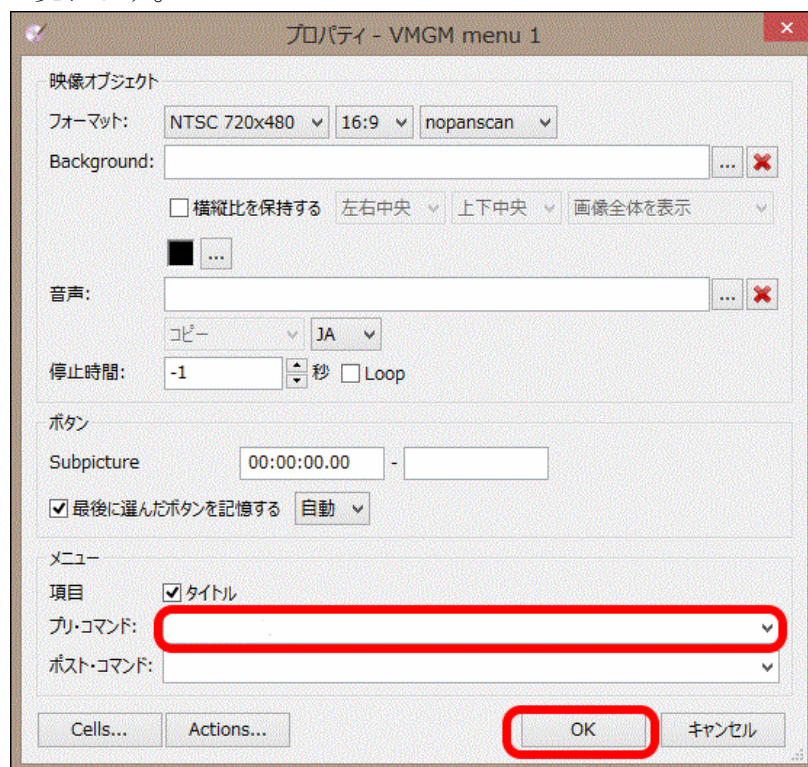 プロパティ - VMGM menu 1
映像オブジェクト
フォーマット: NTSC 720x480 16:9 nopanscan
Background: ...
横縦比を保持する 左右中央 上下中央 画像全体を表示
...
音声: ...
コピー JA
停止時間: -1 秒 Loop
ボタン
Subpicture 00:00:00.00 -
最後に選んだボタンを記憶する 自動
メニュー
項目 タイトル
プリ・コマンド:
ポスト・コマンド:
Cells... Actions... OK キャンセル